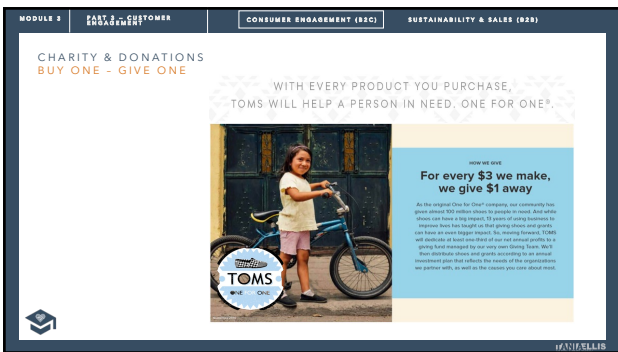 MODULE 3
PART 3 – CUSTOMER
ENGAGEMENT
CONSUMER ENGAGEMENT (B2C)
SUSTAINABILITY & SALES (B2B)
CHARITY & DONATIONS
BUY ONE – GIVE ONE
WITH EVERY PRODUCT YOU PURCHASE,
TOMS WILL HELP A PERSON IN NEED. ONE FOR ONE®.
HOW WE GIVE
For every $3 we make,
we give $1 away
As the original One for One® company, our community has
given almost 100 million shoes to people in need. And while
shoes can have a big impact, 13 years of using business to
improve lives has taught us that giving shoes and grants
can have an even bigger impact. So, moving forward, TOMS
will dedicate at least one-third of our net annual profits to a
giving fund managed by our very own Giving Team. We'll
then distribute shoes and grants according to an annual
investment plan that reflects the needs of the organizations
we partner with, as well as the causes you care about most.
TOMS
ONE FOR ONE
TANIAELLIS